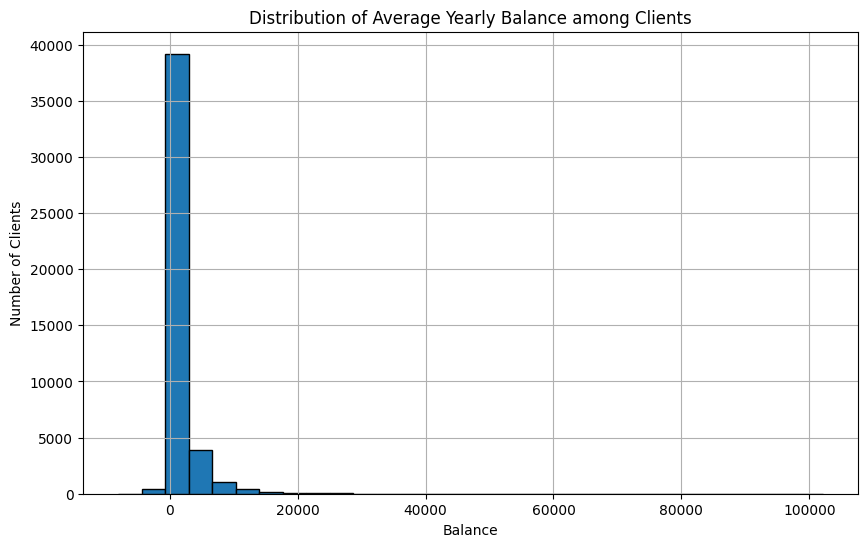 Distribution of Average Yearly Balance among Clients
40000
35000
30000
25000
20000
15000
10000
5000
0
Number of Clients
0 20000 40000 60000 80000 100000
Balance